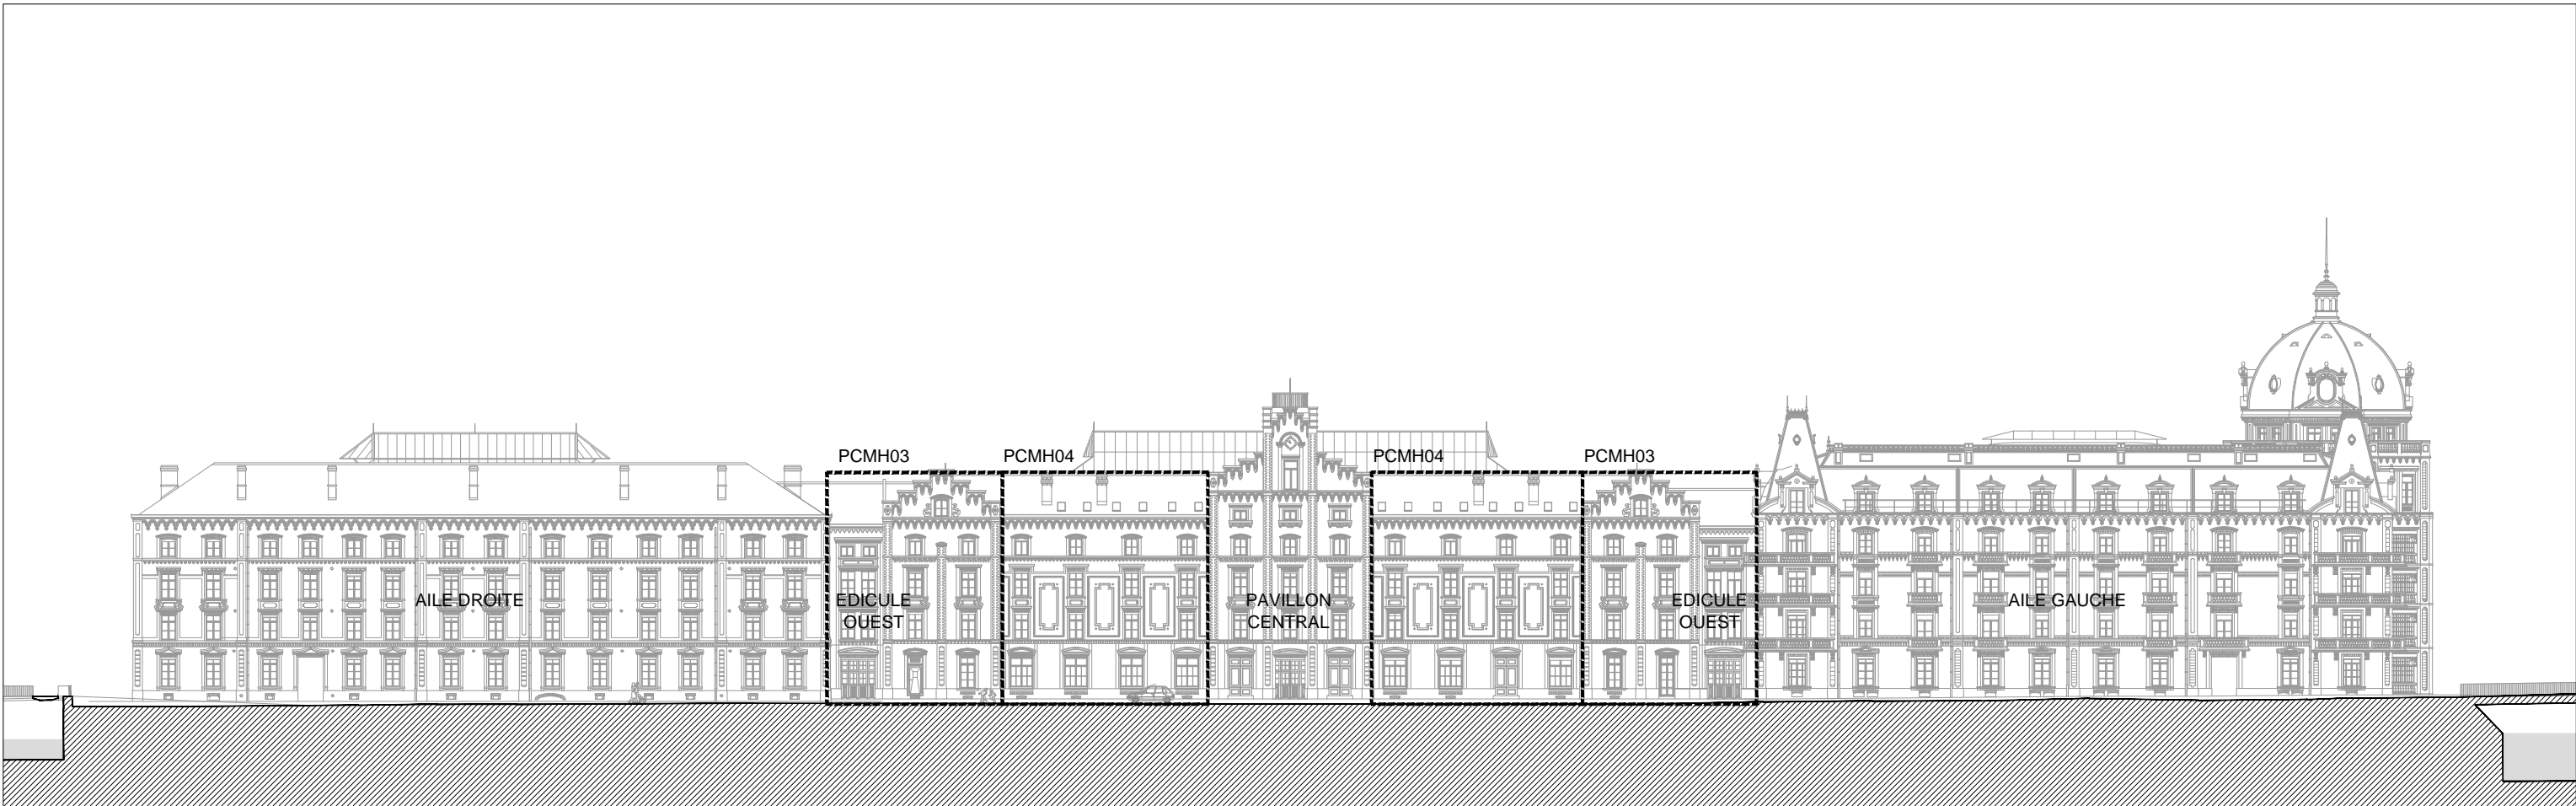 PCMH03
PCMH04
PCMH04
PCMH03
AILE DROITE
EDICULE
OUEST
PAVILLON
CENTRAL
EDICULE
OUEST
AILE GAUCHE